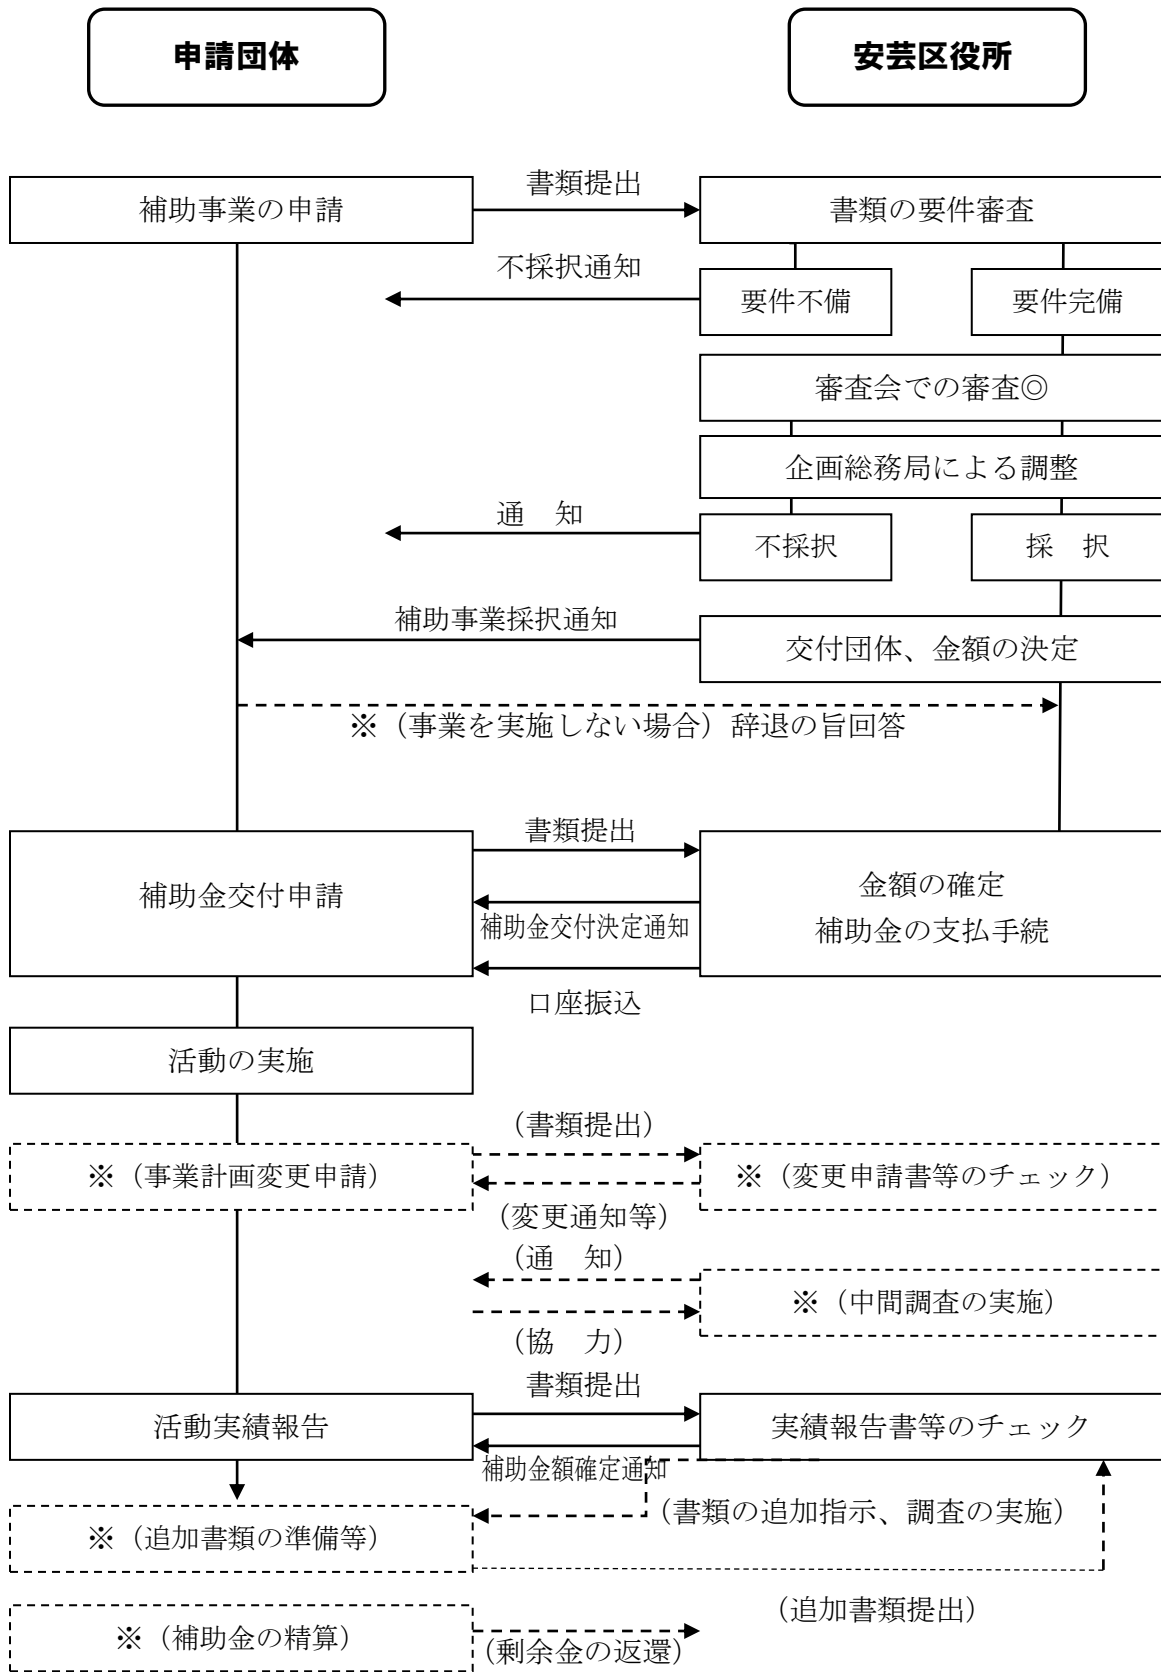 申請団体
安芸区役所
書類提出
補助事業の申請
書類の要件審査
不採択通知
要件不備
要件完備
審査会での審査◎
企画総務局による調整
通　知
不採択
採　択
補助事業採択通知
交付団体、金額の決定
※（事業を実施しない場合）辞退の旨回答
書類提出
補助金交付申請
金額の確定
補助金の支払手続
補助金交付決定通知
口座振込
活動の実施
（書類提出）
※（事業計画変更申請）
※（変更申請書等のチェック）
（変更通知等）
（通　知）
※（中間調査の実施）
（協　力）
書類提出
活動実績報告
実績報告書等のチェック
補助金額確定通知
（書類の追加指示、調査の実施）
※（追加書類の準備等）
（追加書類提出）
※（補助金の精算）
（剰余金の返還）